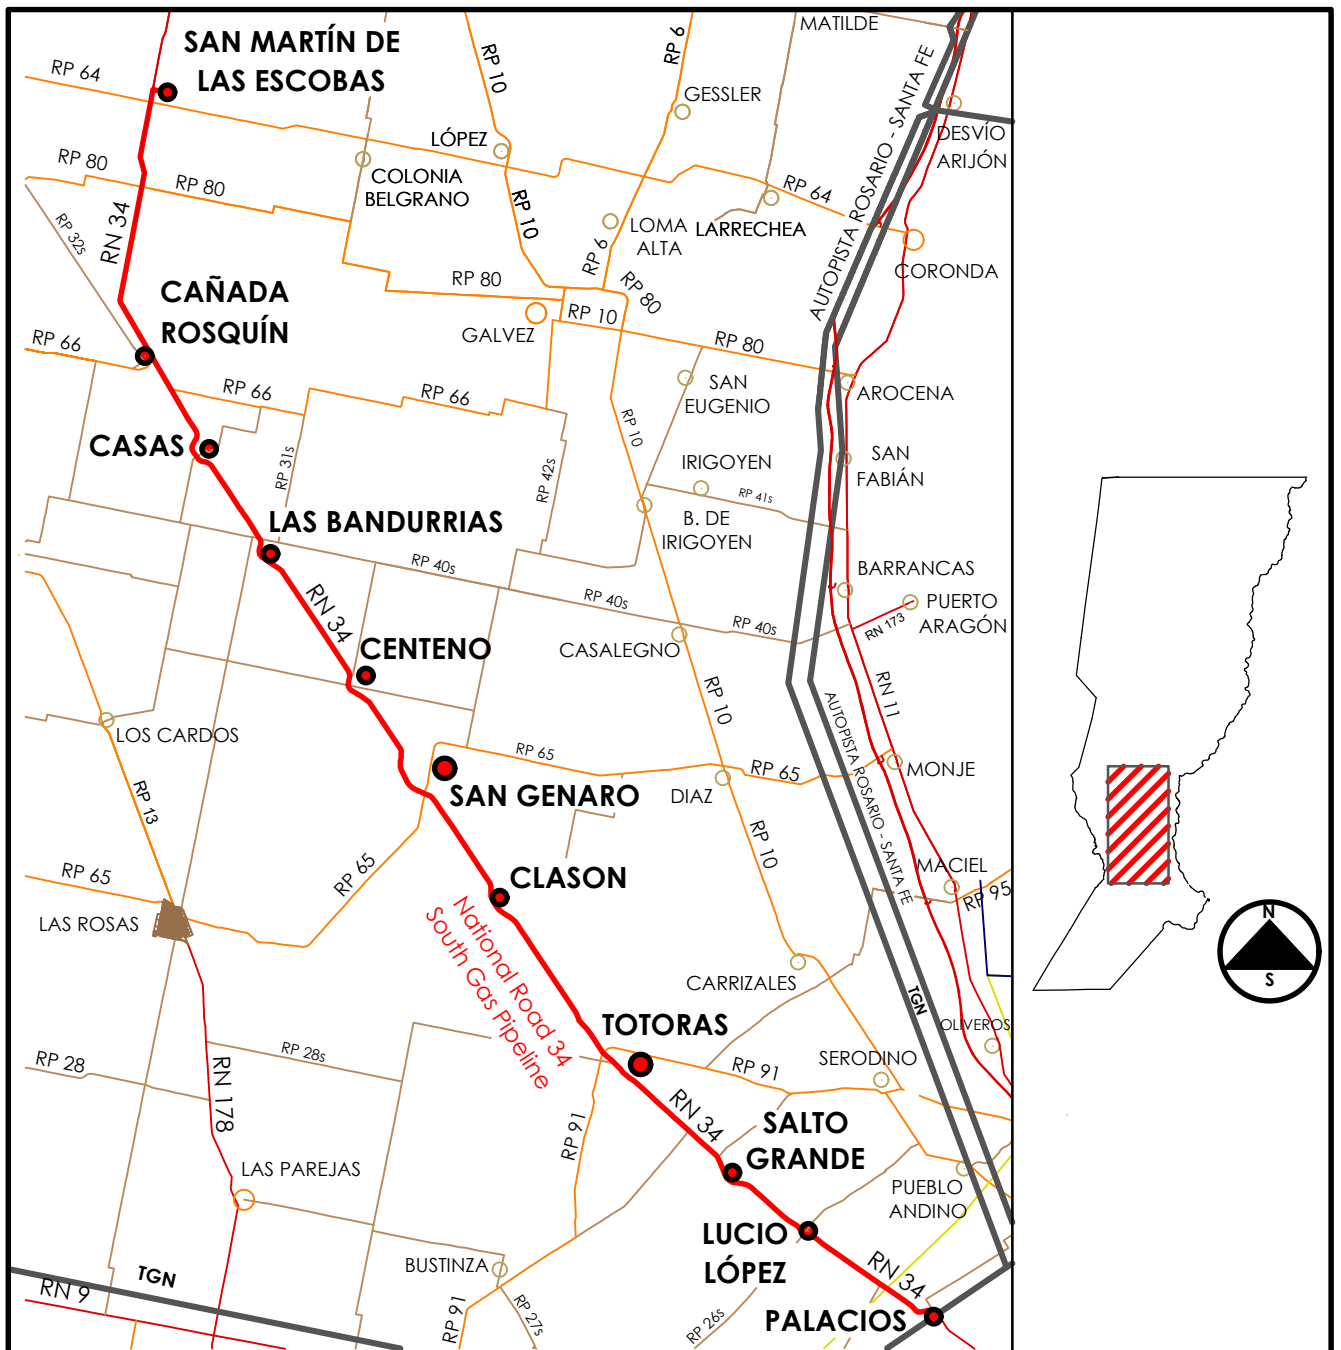 MATILDE
SAN MARTÍN DE
LAS ESCOBAS
RP 64
RP 10
RP 6
GESSLER
AUTOPISTA ROSARIO - SANTA FE
DESVÍO
ARIJÓN
LÓPEZ
RP 80
RP 80
COLONIA
BELGRANO
RP 10
RP 64
RP 32s
RN 34
LOMA
ALTA
LARRECHEA
RP 6
CORONDA
CAÑADA
ROSQUÍN
RP 80
RP 80
RP 10
GALVEZ
RP 66
RP 80
RP 66
RP 66
SAN
EUGENIO
AROCENA
RP 10
CASAS
RP 31s
RP 42s
IRIGOYEN
SAN
FABIÁN
RP 41s
LAS BANDURRIAS
B. DE
IRIGOYEN
RP 40s
BARRANCAS
RN 34
RP 40s
PUERTO
ARAGÓN
RP 40s
RN 173
CENTENO
CASALEGNO
RP 10
RN 11
AUTOPISTA ROSARIO - SANTA FE
LOS CARDOS
RP 65
RP 65
MONJE
SAN GENARO
DIAZ
RP 13
RP 10
MACIEL
RP 65
RP 65
CLASON
RP 95
LAS ROSAS
National Road 34
South Gas Pipeline
N
S
CARRIZALES
TGN
TOTORAS
OLIVEROS
RP 28
RP 28s
SERODINO
RP 91
RN 178
RN 34
SALTO
GRANDE
RP 91
LAS PAREJAS
PUEBLO
ANDINO
LUCIO
LÓPEZ
BUSTINZA
TGN
RN 9
RN 34
RP 91
RP 27s
RP 26s
PALACIOS